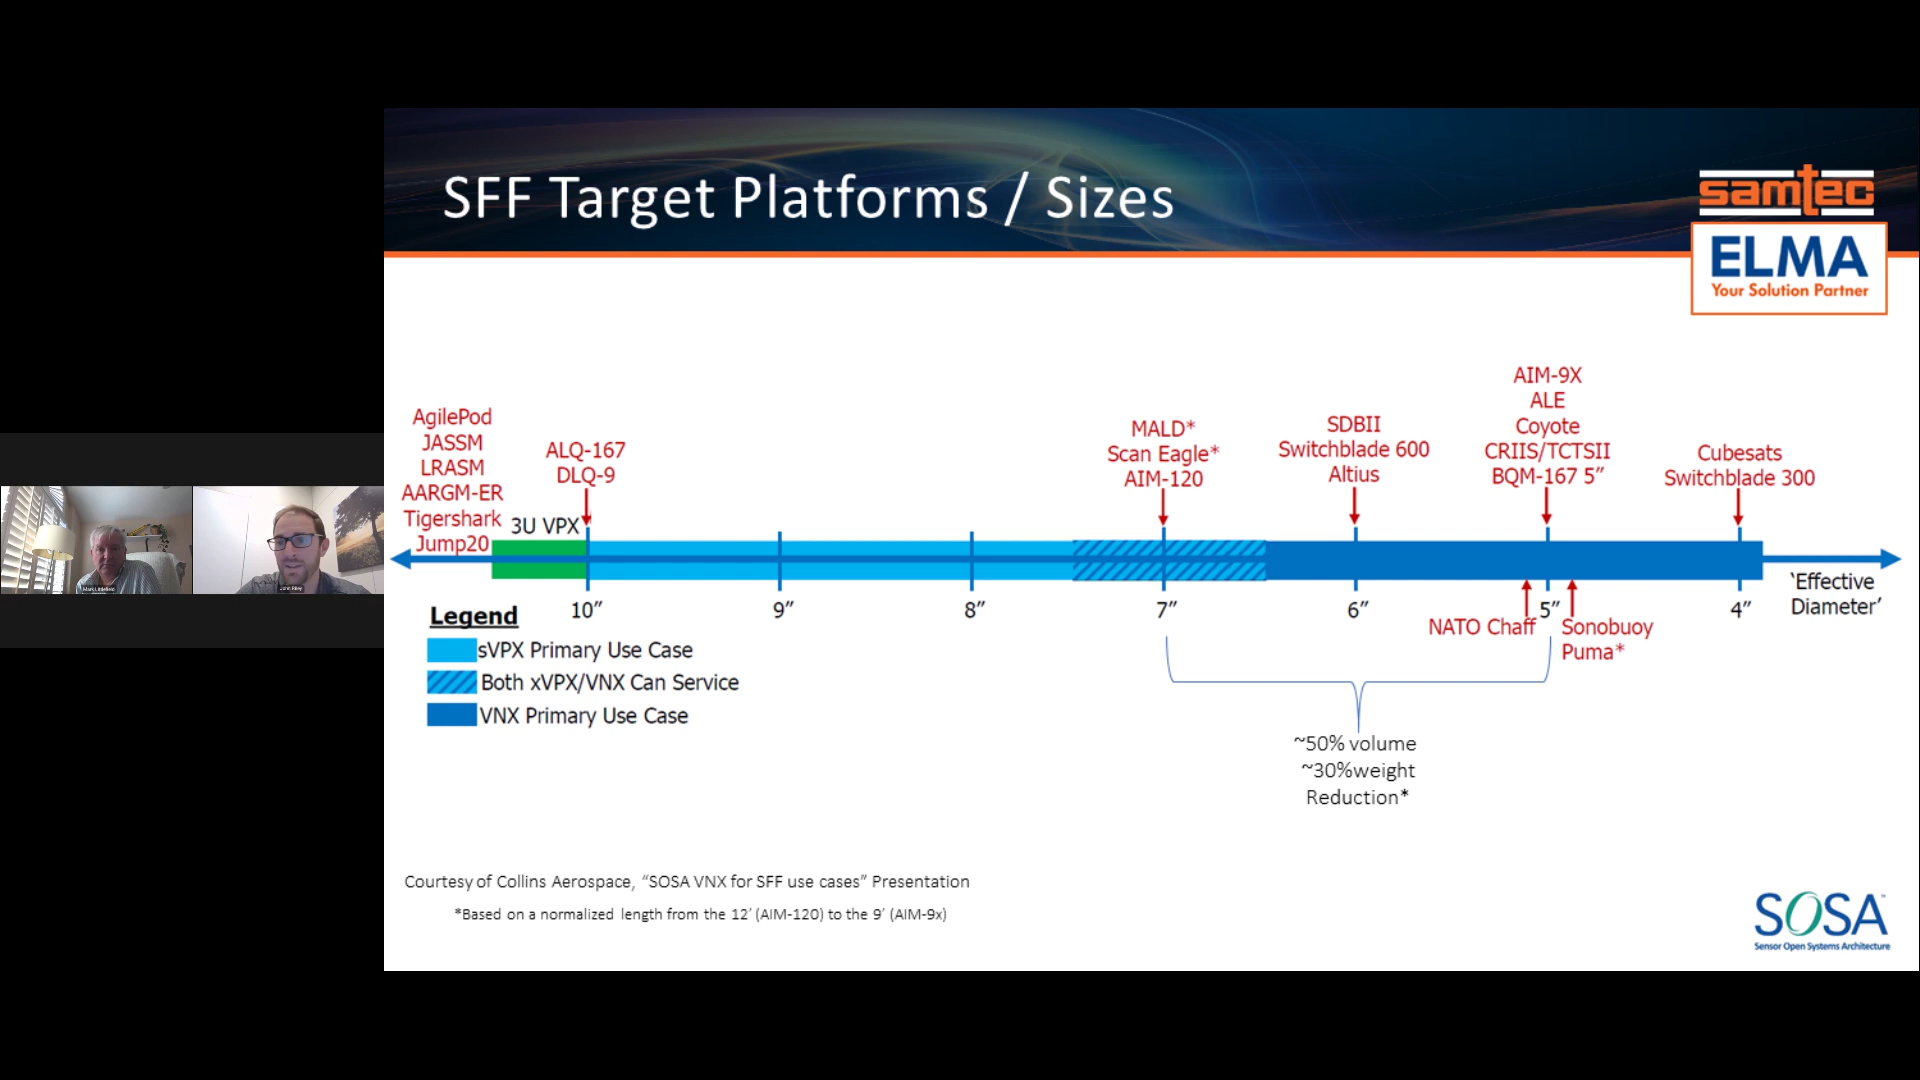 SFF Target Platforms / Sizes
samtec
ELMA
Your Solution Partner
AgilePod
JASSM
LRASM
AARGM-ER
Tigershark
Jump20
ALQ-167
DLQ-9
3U VPX
MALD*
Scan Eagle*
AIM-120
SDBII
Switchblade 600
Altius
AIM-9X
ALE
Coyote
CRIIS/TCTSII
BQM-167 5”
Cubesats
Switchblade 300
10”
9”
8”
7”
6”
5”
4”
‘Effective
Diameter’
NATO Chaff
Sonobuoy
Puma*
Legend
sVPX Primary Use Case
Both xVPX/VNX Can Service
VNX Primary Use Case
~50% volume
~30%weight
Reduction*
Courtesy of Collins Aerospace, “SOSA VNX for SFF use cases” Presentation
*Based on a normalized length from the 12’ (AIM-120) to the 9’ (AIM-9x)
SOSA™
Sensor Open Systems Architecture
Mark Littlefield
John Riley